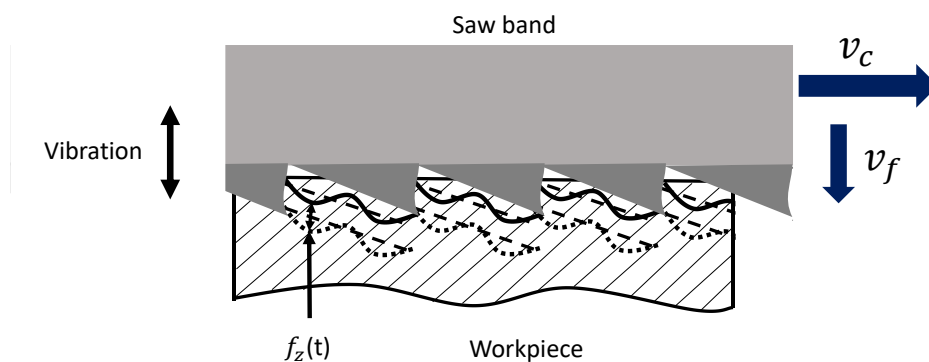 Saw band
v_c
Vibration
v_f
f_z(t)
Workpiece